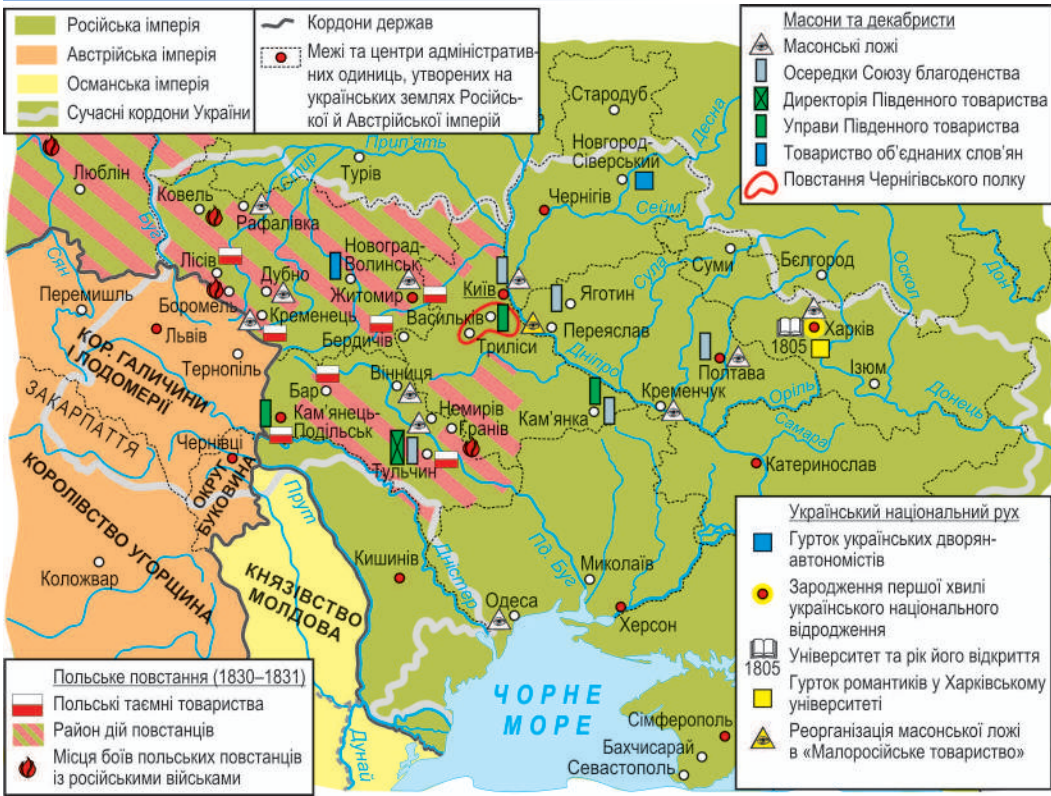 Російська імперія
Австрійська імперія
Османська імперія
Сучасні кордони України
Кордони держав
Межі та центри адміністратив-
них одиниць, утворених на
українських землях Російсь-
кої й Австрійської імперій
Масони та декабристи
Масонські ложі
Осередки Союзу благоденства
Директорія Південного товариства
Управи Південного товариства
Товариство об’єднаних слов’ян
Повстання Чернігівського полку
Стародуб
Десна
Новгород-
Сіверський
Прип’ять
Турів
Стир
Люблін
Ковель
Рафалівка
Чернігів
Сейм
Буг
Сян
Лісів
Дубно
Новоград-
Волинськ
Суми
Сула
Бєлгород
Оскол
Дон
Перемишль
Боромель
Кременець
Житомир
Київ
Яготин
Львів
Васильків
Переяслав
Харків
1805
Бердичів
Триліси
КОР. ГАЛИЧИНИ
І ЛОДОМЕРІЇ
Тернопіль
Дніпро
Полтава
Ізюм
Вінниця
Бар
Кременчук
Оріль
Донець
ЗАКАРПАТТЯ
Кам’янець-
Подільськ
Немирів
Гранів
Кам’янка
Самара
Чернівці
Тульчин
Катеринослав
ОКРУГ
БУКОВИНА
Прут
КОРОЛІВСТВО УГОРЩИНА
Коложвар
КНЯЗІВСТВО
МОЛДОВА
Кишинів
Дністер
Пд. Буг
Миколаїв
Одеса
Херсон
ЧОРНЕ
МОРЕ
Дунай
Сімферополь
Бахчисарай
Севастополь
Польське повстання (1830–1831)
Польські таємні товариства
Район дій повстанців
Місця боїв польських повстанців
із російськими військами
Український національний рух
Гурток українських дворян-
автономістів
Зародження першої хвилі
українського національного
відродження
Університет та рік його відкриття
1805
Гурток романтиків у Харківському
університеті
Реорганізація масонської ложі
в «Малоросійське товариство»